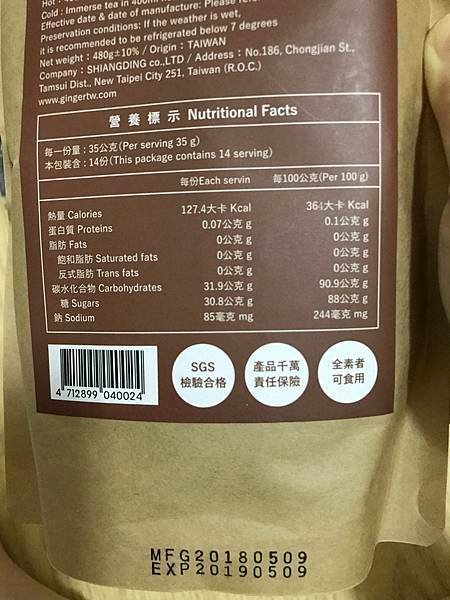 Cold : Immerse tea in 400ml
Effective date & date of manufacture: Please refer
Preservation conditions: If the weather is wet,
it is recommended to be refrigerated below 7 degrees
Net weight : 480g±10% / Origin : TAIWAN
Company : SHIANGDING co.,LTD / Address : No.186, Chongjian St.,
Tamsui Dist., New Taipei City 251, Taiwan (R.O.C.)
www.gingertw.com
營養標示 Nutritional Facts
每一份量 : 35公克(Per serving 35 g)
本包裝含 : 14份(This package contains 14 serving)
每份Each servin 每100公克(Per 100 g)
熱量 Calories 127.4大卡 Kcal 364大卡 Kcal
蛋白質 Proteins 0.07公克 g 0.1公克 g
脂肪 Fats 0公克 g 0公克 g
飽和脂肪 Saturated fats 0公克 g 0公克 g
反式脂肪 Trans fats 0公克 g 0公克 g
碳水化合物 Carbohydrates 31.9公克 g 90.9公克 g
糖 Sugars 30.8公克 g 88公克 g
鈉 Sodium 85毫克 mg 244毫克 mg
4 712899 040024
SGS
檢驗合格
產品千萬
責任保險
全素者
可食用
MFG20180509
EXP20190509